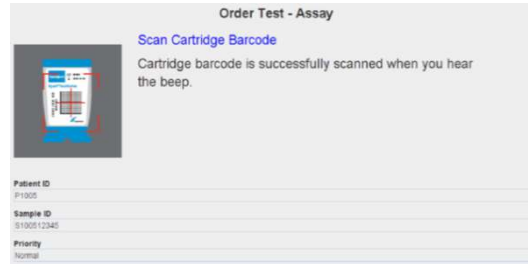 Order Test - Assay
Scan Cartridge Barcode
Cartridge barcode is successfully scanned when you hear
the beep.
Patient ID
P1005
Sample ID
S100512345
Priority
Normal